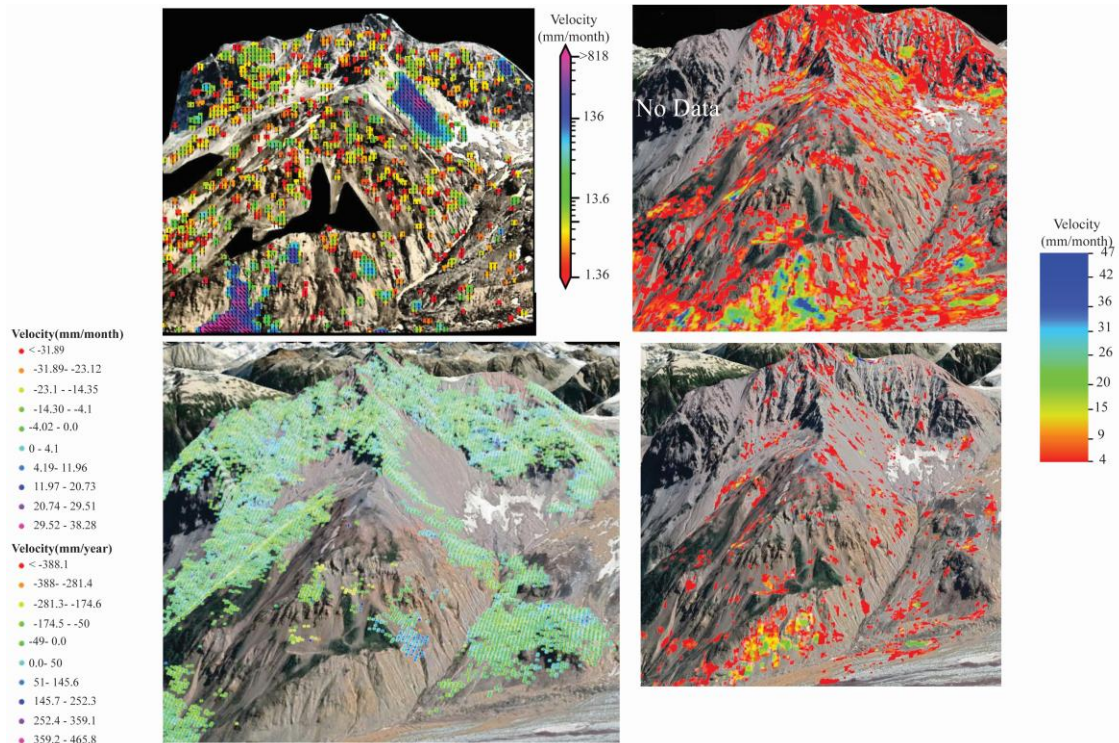 Velocity
(mm/month)
>818
136
13.6
1.36
No Data
Velocity
(mm/month)
47
42
36
31
26
20
15
9
4
Velocity(mm/month)
< -31.89
-31.89- -23.12
-23.1 - -14.35
-14.30 - -4.1
-4.02 - 0.0
0 - 4.1
4.19- 11.96
11.97 - 20.73
20.74 - 29.51
29.52 - 38.28
Velocity(mm/year)
< -388.1
-388- -281.4
-281.3- -174.6
-174.5 - -50
-49- 0.0
0.0- 50
51- 145.6
145.7 - 252.3
252.4 - 359.1
359.2 - 465.8